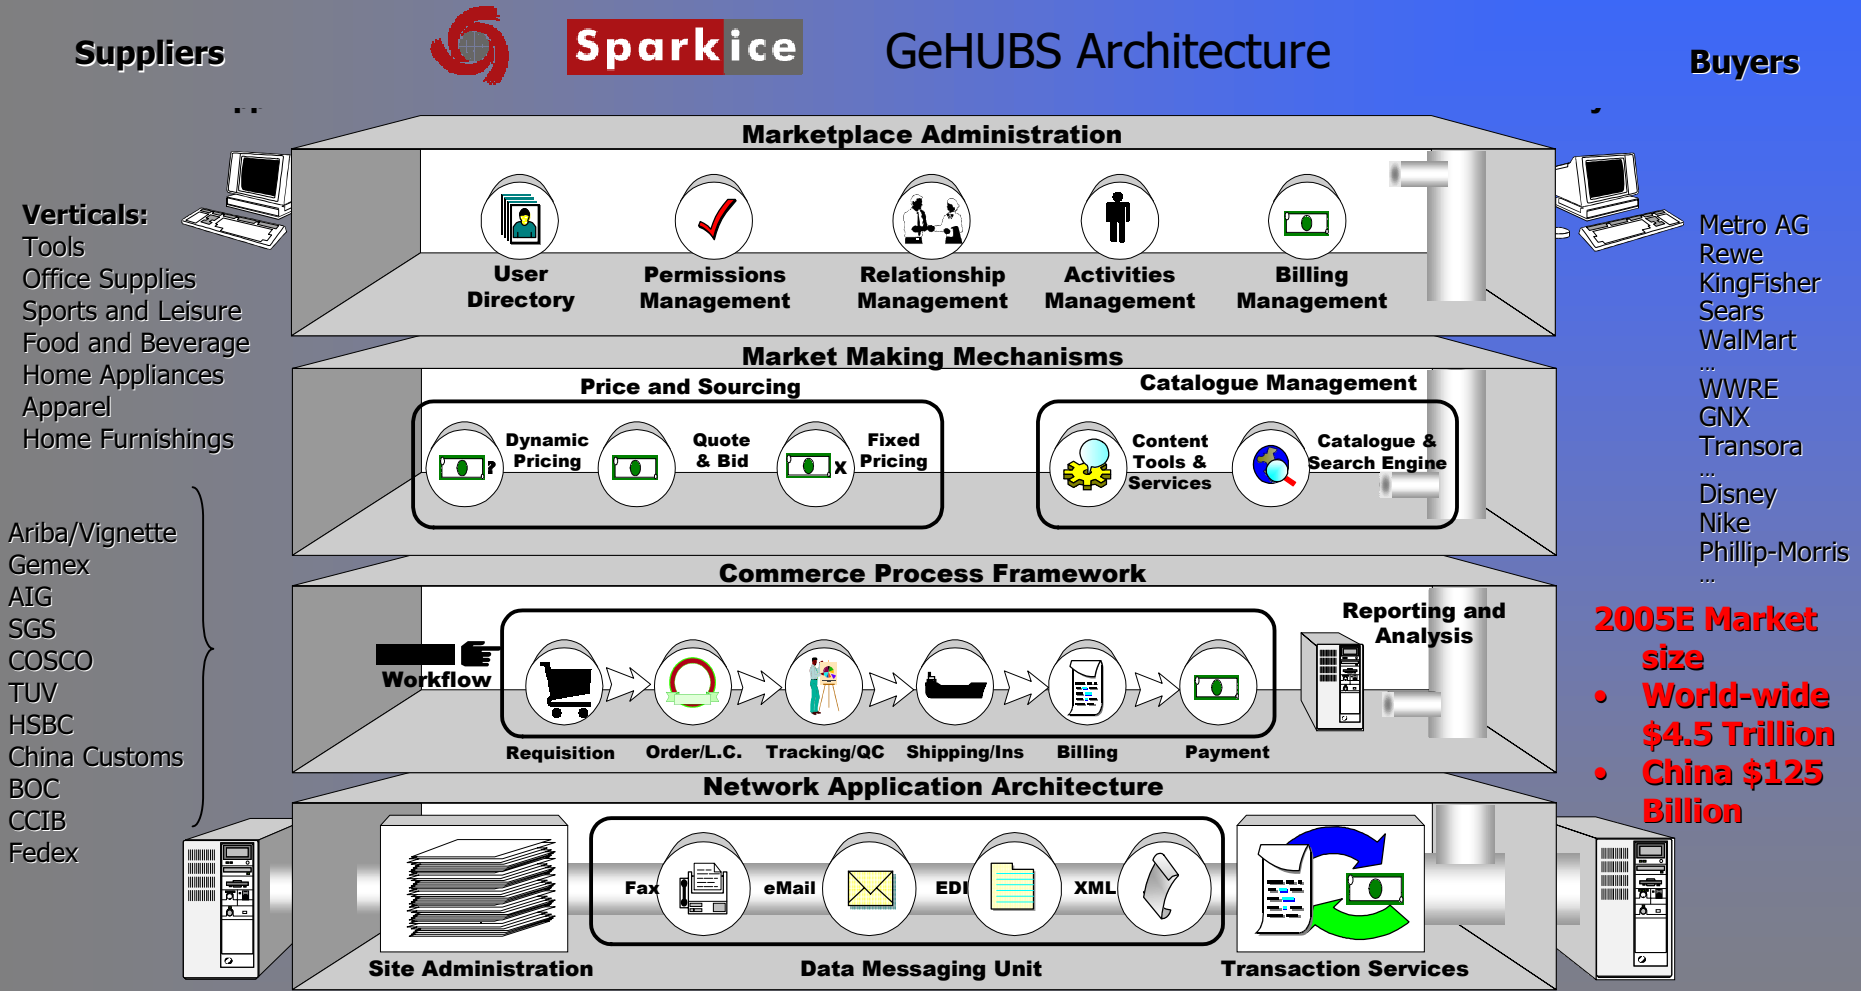 Suppliers
Sparkice
GeHUBS Architecture
Buyers
Marketplace Administration
User
Directory
Permissions
Management
Relationship
Management
Activities
Management
Billing
Management
Verticals:
Tools
Office Supplies
Sports and Leisure
Food and Beverage
Home Appliances
Apparel
Home Furnishings
Ariba/Vignette
Gemex
AIG
SGS
COSCO
TUV
HSBC
China Customs
BOC
CCIB
Fedex
Market Making Mechanisms
Price and Sourcing
?
Dynamic
Pricing
Quote
& Bid
X
Fixed
Pricing
Catalogue Management
Content
Tools &
Services
Catalogue &
Search Engine
Commerce Process Framework
Workflow
Requisition
Order/L.C.
Tracking/QC
Shipping/Ins
Billing
Payment
Reporting and
Analysis
Network Application Architecture
Fax
eMail
EDI
XML
Site Administration
Data Messaging Unit
Transaction Services
Metro AG
Rewe
KingFisher
Sears
WalMart
...
WWRE
GNX
Transora
...
Disney
Nike
Phillip-Morris
...
2005E Market
size
• World-wide
$4.5 Trillion
• China $125
Billion